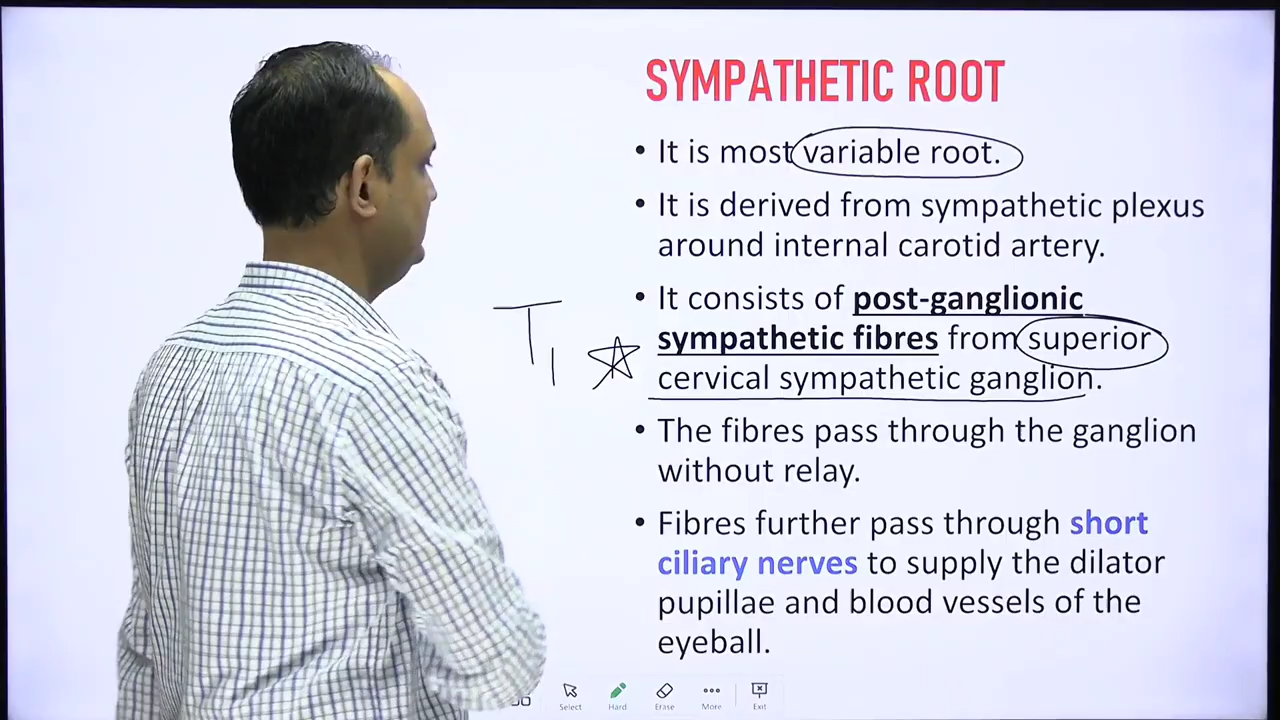 SYMPATHETIC ROOT
• It is most variable root.
• It is derived from sympathetic plexus
around internal carotid artery.
• It consists of post-ganglionic
sympathetic fibres from superior
cervical sympathetic ganglion.
T1
• The fibres pass through the ganglion
without relay.
• Fibres further pass through short
ciliary nerves to supply the dilator
pupillae and blood vessels of the
eyeball.
Select Hard Erase More Exit